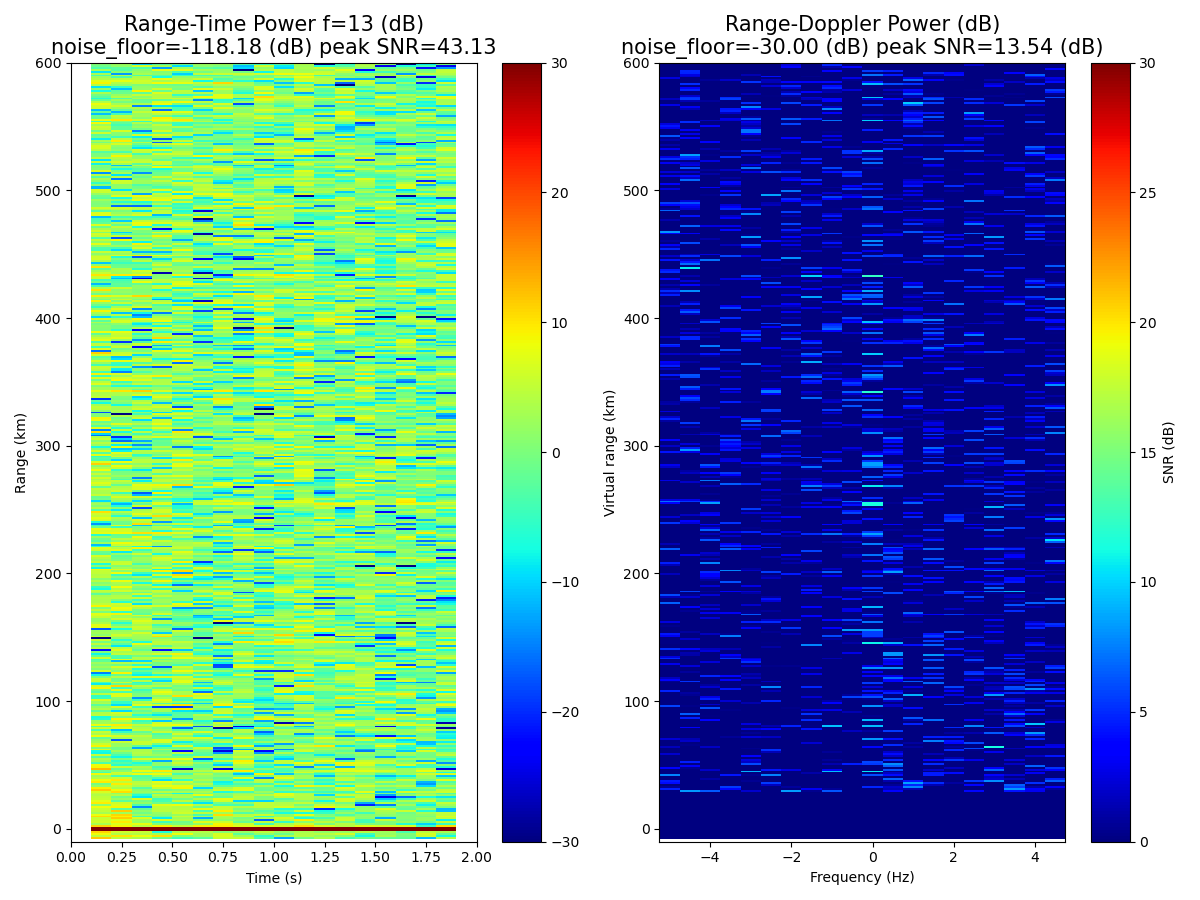 Range-Time Power f=13 (dB)
noise_floor=-118.18 (dB) peak SNR=43.13
Range (km)
600
500
400
300
200
100
0
0.00 0.25 0.50 0.75 1.00 1.25 1.50 1.75 2.00
Time (s)
30
20
10
0
−10
−20
−30
Range-Doppler Power (dB)
noise_floor=-30.00 (dB) peak SNR=13.54 (dB)
Virtual range (km)
600
500
400
300
200
100
0
−4 −2 0 2 4
Frequency (Hz)
30
25
20
15
10
5
0
SNR (dB)